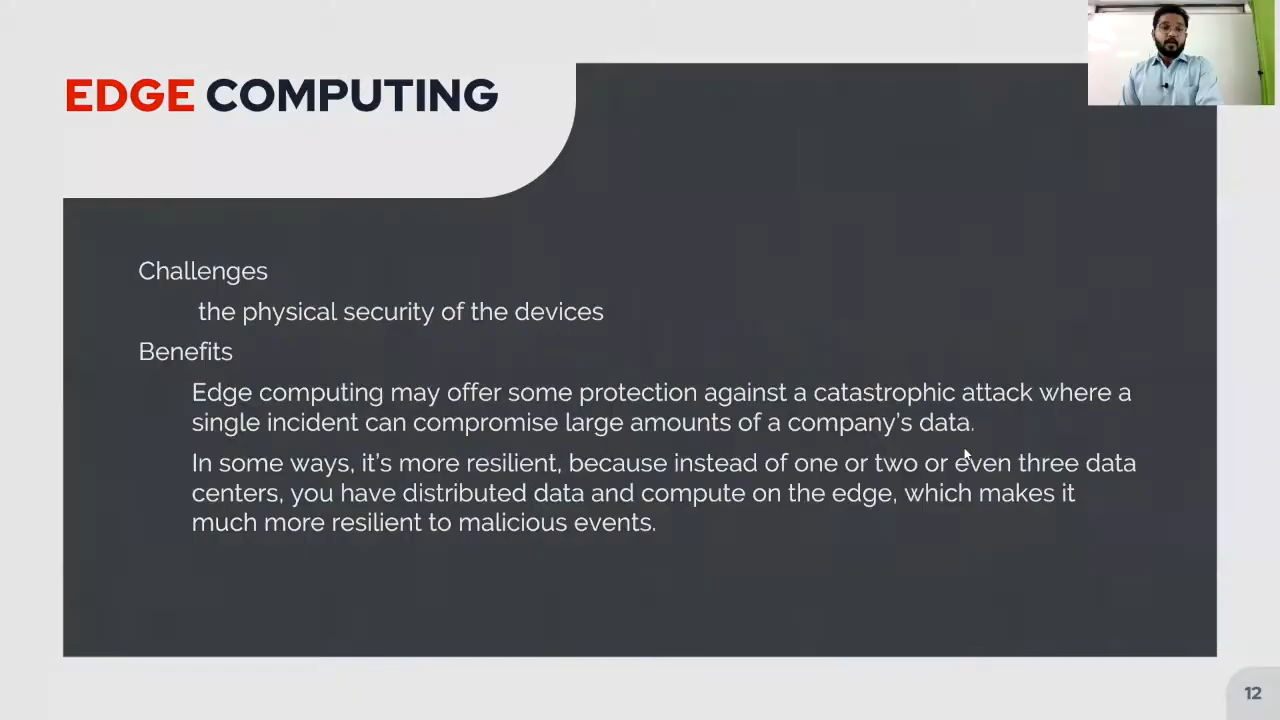 EDGE COMPUTING
Challenges
the physical security of the devices
Benefits
Edge computing may offer some protection against a catastrophic attack where a
single incident can compromise large amounts of a company’s data.
In some ways, it’s more resilient, because instead of one or two or even three data
centers, you have distributed data and compute on the edge, which makes it
much more resilient to malicious events.
12